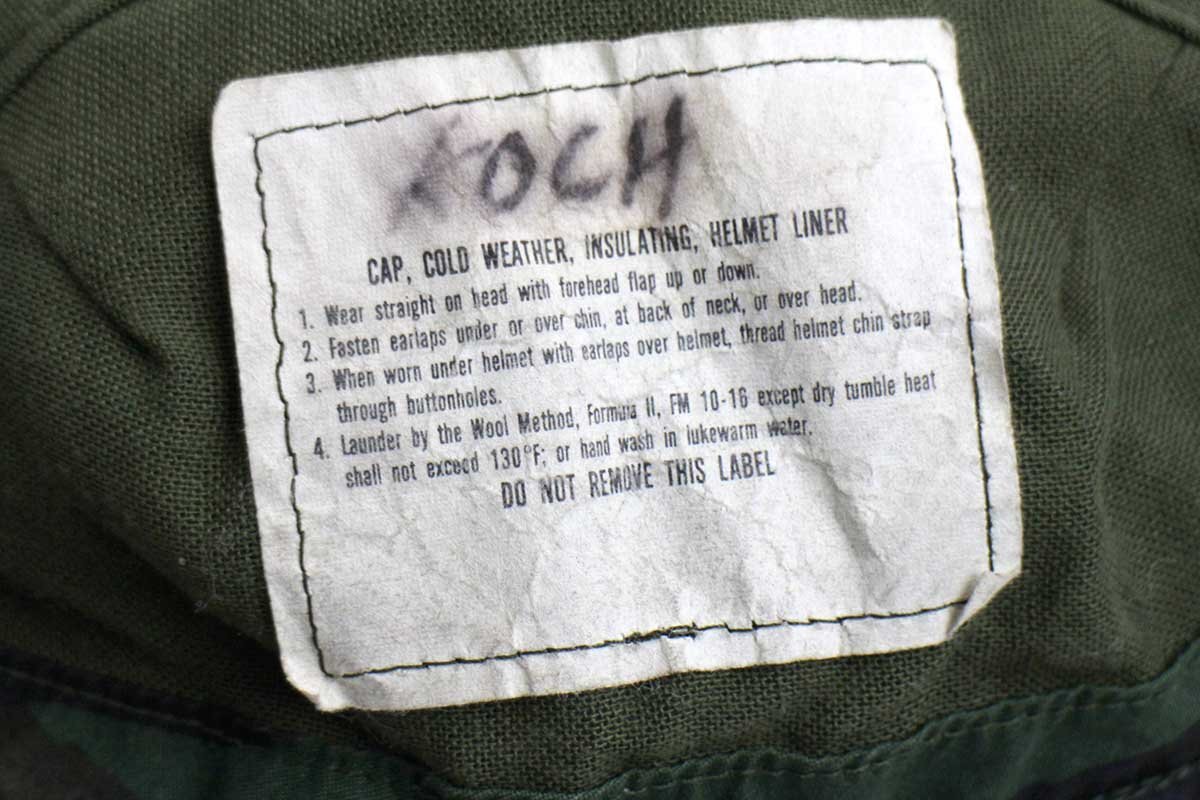 KOCH
CAP, COLD WEATHER, INSULATING, HELMET LINER
1. Wear straight on head with forehead flap up or down.
2. Fasten earlaps under or over chin, at back of neck, or over head.
3. When worn under helmet with earlaps over helmet, thread helmet chin strap
through buttonholes.
4. Launder by the Wool Method, Formula II, FM 10-16 except dry tumble heat
shall not exceed 130°F; or hand wash in lukewarm water.
DO NOT REMOVE THIS LABEL